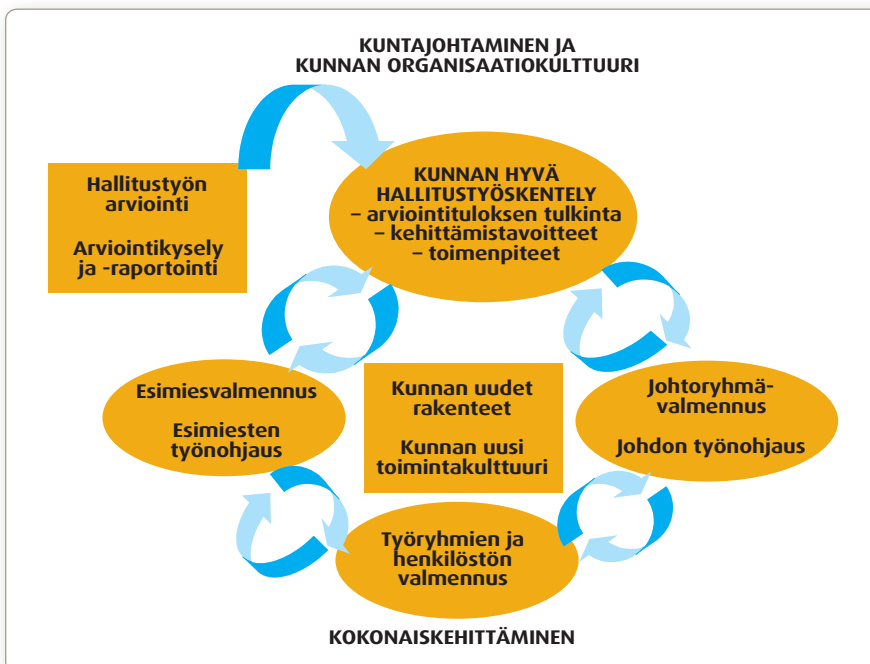 KUNTAJOHTAMINEN JA
KUNNAN ORGANISAATIOKULTTUURI
Hallitustyön
arviointi
Arviointikysely
ja -raportointi
KUNNAN HYVÄ
HALLITUSTYÖSKENTELY
– arviointituloksen tulkinta
– kehittämistavoitteet
– toimenpiteet
Esimiesvalmennus
Esimiesten
työnohjaus
Kunnan uudet
rakenteet
Kunnan uusi
toimintakulttuuri
Johtoryhmä-
valmennus
Johdon työnohjaus
Työryhmien ja
henkilöstön
valmennus
KOKONAISKEHITTÄMINEN